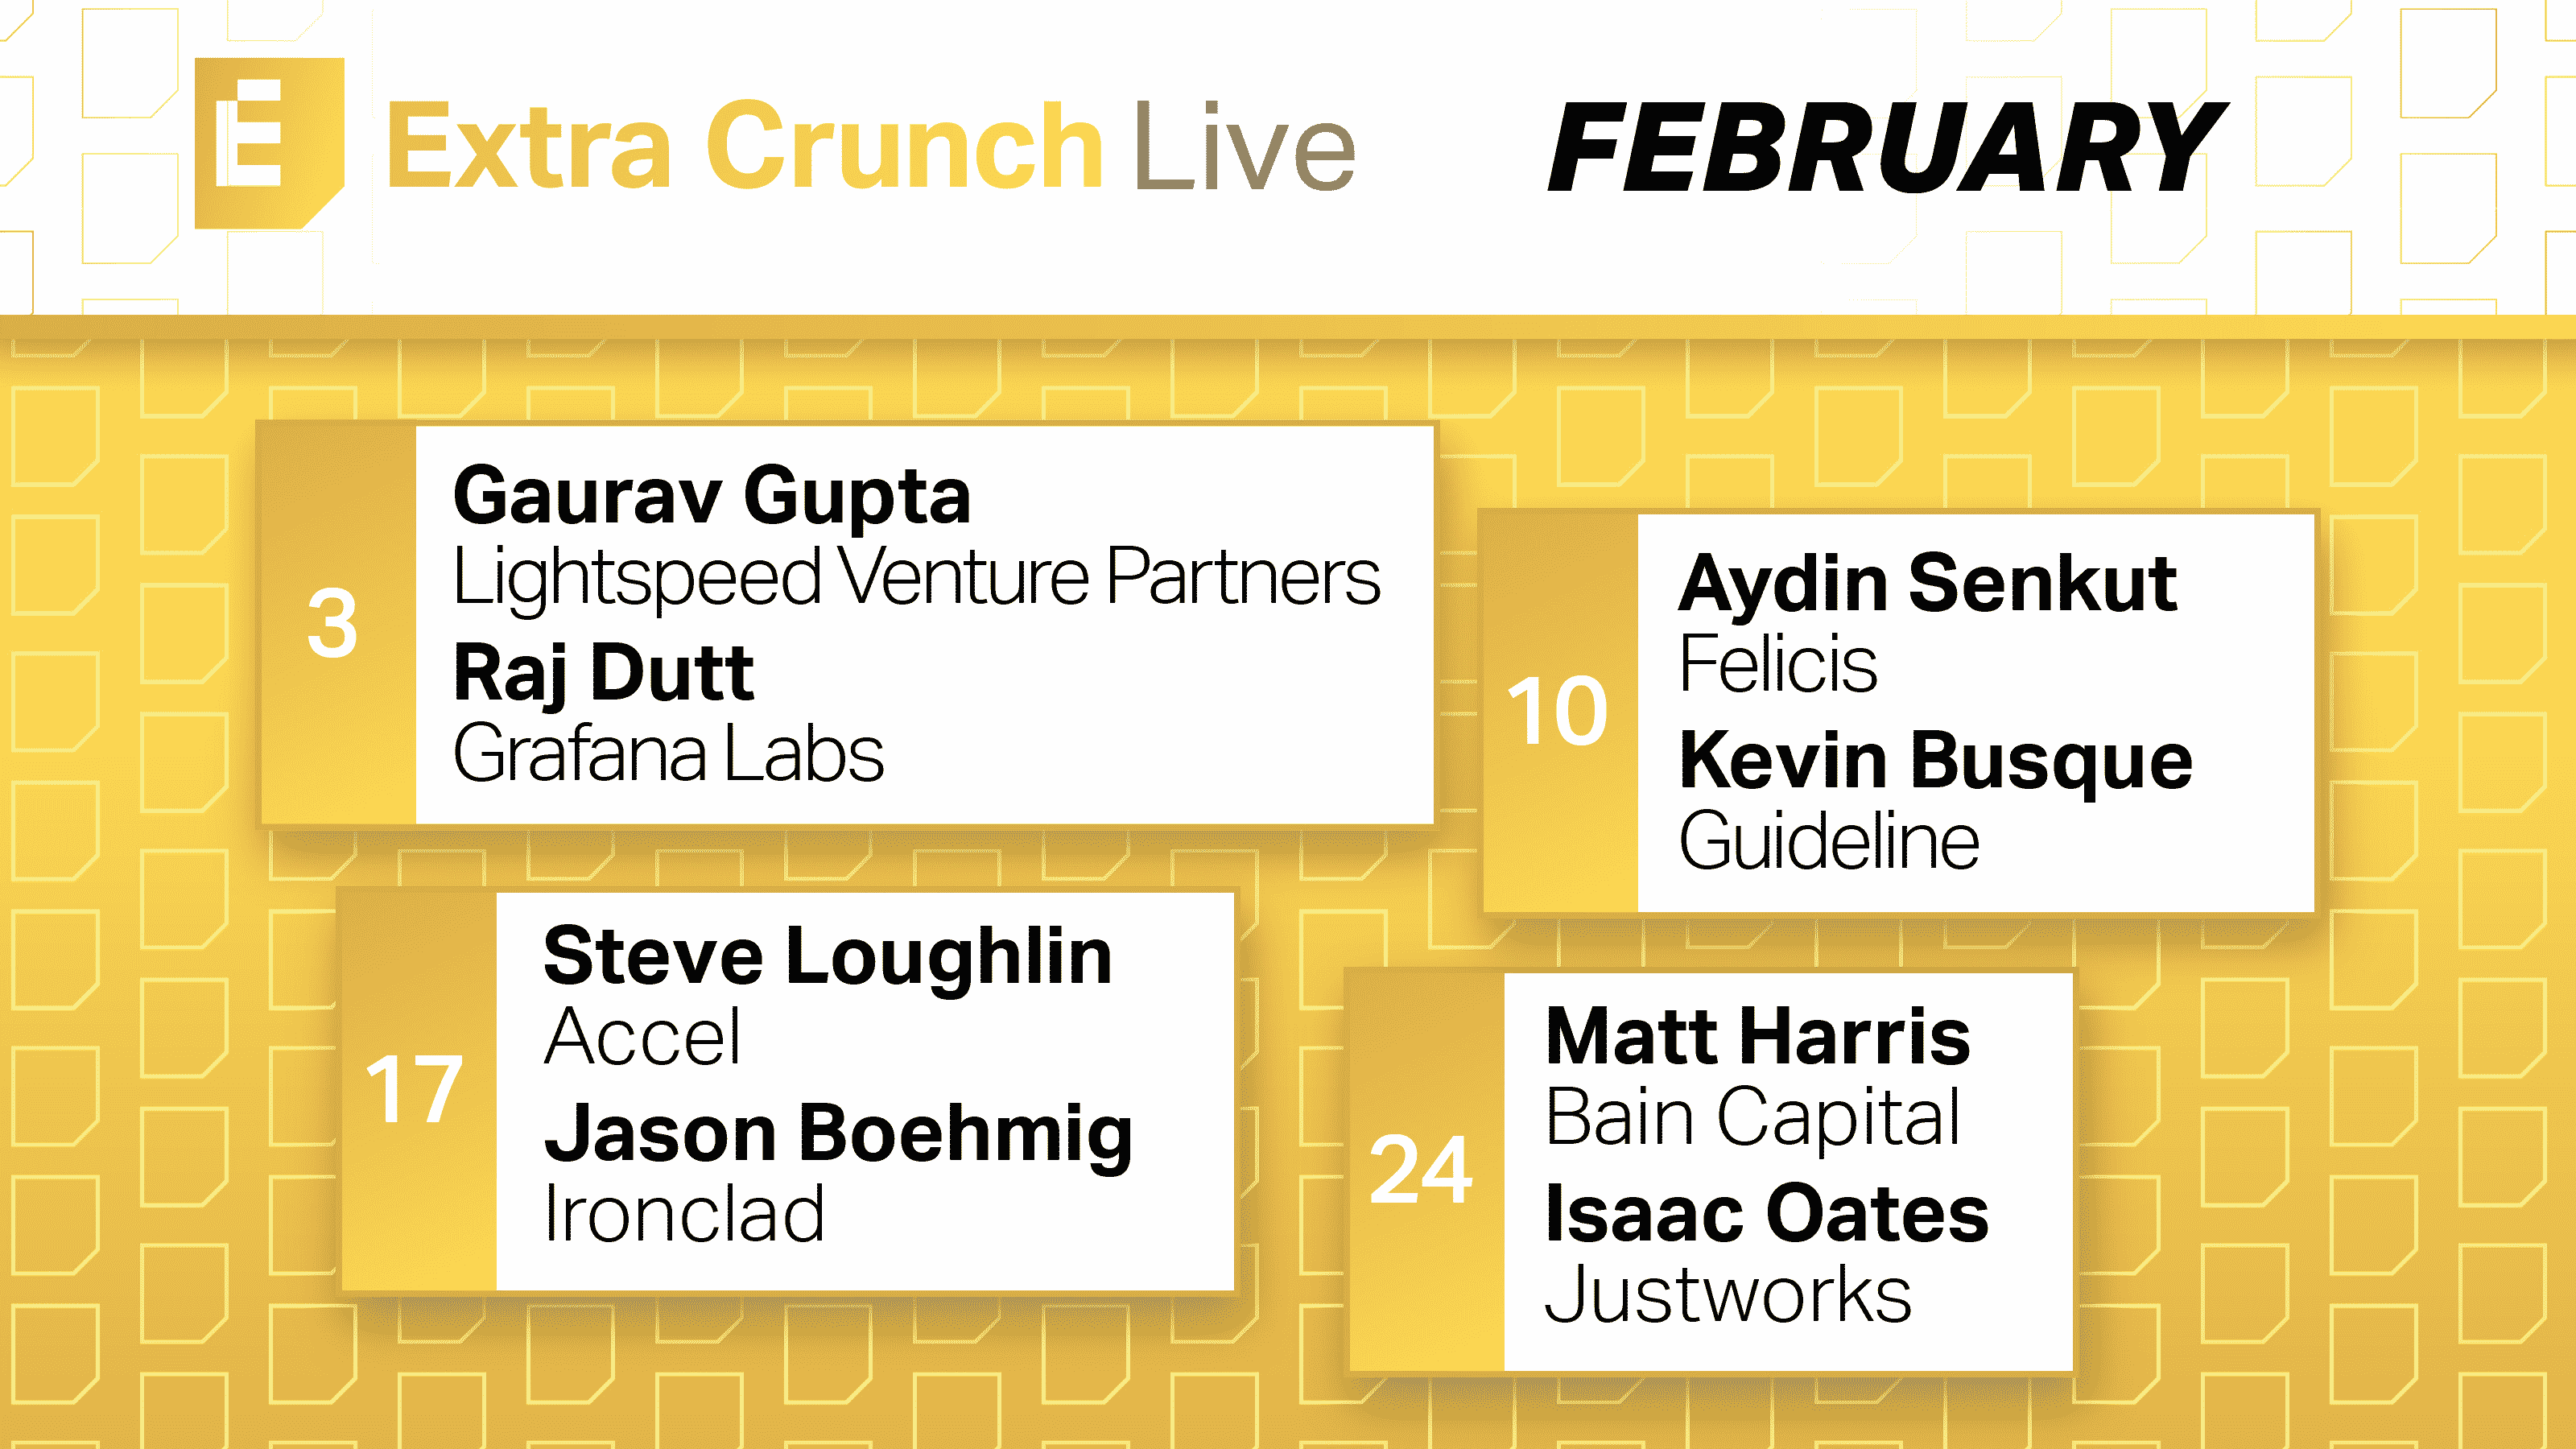 E Extra Crunch Live
FEBRUARY
3
Gaurav Gupta
Lightspeed Venture Partners
Raj Dutt
Grafana Labs
10
Aydin Senkut
Felicis
Kevin Busque
Guideline
17
Steve Loughlin
Accel
Jason Boehmig
Ironclad
24
Matt Harris
Bain Capital
Isaac Oates
Justworks